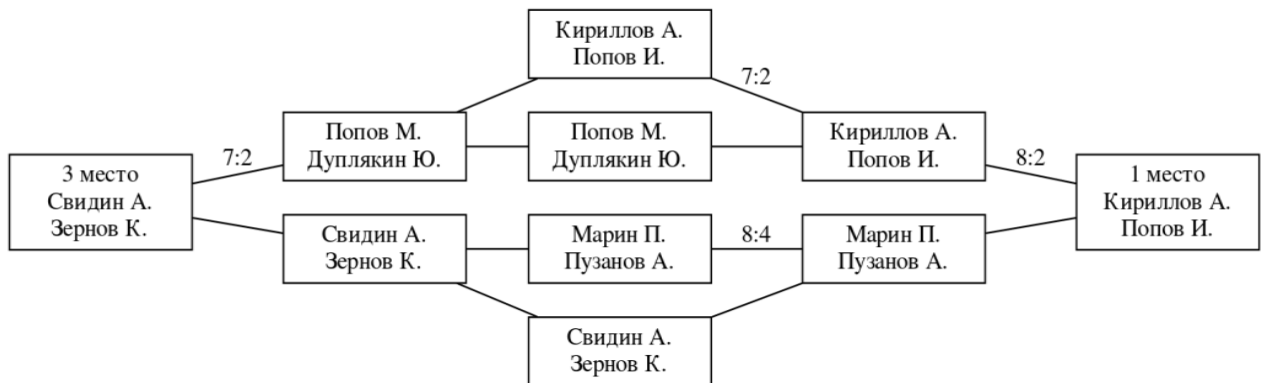 Кириллов А.
Попов И.
7:2
Попов М.
Дуплякин Ю.
Попов М.
Дуплякин Ю.
Кириллов А.
Попов И.
7:2
8:2
3 место
Свидин А.
Зернов К.
1 место
Кириллов А.
Попов И.
Свидин А.
Зернов К.
Марин П.
Пузанов А.
8:4
Марин П.
Пузанов А.
Свидин А.
Зернов К.